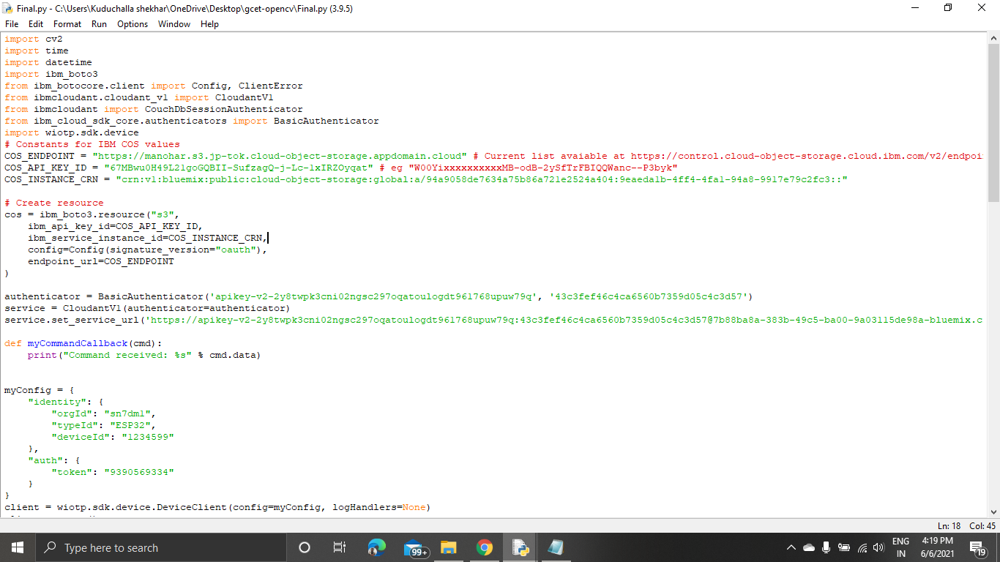 Final.py - C:\Users\Kuduchalla shekhar\OneDrive\Desktop\gcet-opencv\Final.py (3.9.5)
File Edit Format Run Options Window Help
import cv2
import time
import datetime
import ibm_boto3
from ibm_botocore.client import Config, ClientError
from ibmcloudant.cloudant_v1 import CloudantV1
from ibmcloudant import CouchDbSessionAuthenticator
from ibm_cloud_sdk_core.authenticators import BasicAuthenticator
import wiotp.sdk.device
# Constants for IBM COS values
COS_ENDPOINT = "https://manohar.s3.jp-tok.cloud-object-storage.appdomain.cloud" # Current list avaiable at https://control.cloud-object-storage.cloud.ibm.com/v2/endpoi
COS_API_KEY_ID = "67MBwu0H49L2lgoGQBII-SufzagQ-j-Lc-lxIRZOyqat" # eg "W00YixxxxxxxxxxMB-odB-2ySfTrFBIQQWanc--P3byk"
COS_INSTANCE_CRN = "crn:v1:bluemix:public:cloud-object-storage:global:a/94a9058de7634a75b86a721e2524a404:9eaeda1b-4ff4-4fa1-94a8-9917e79c2fc3::"
# Create resource
cos = ibm_boto3.resource("s3",
    ibm_api_key_id=COS_API_KEY_ID,
    ibm_service_instance_id=COS_INSTANCE_CRN,
    config=Config(signature_version="oauth"),
    endpoint_url=COS_ENDPOINT
)
authenticator = BasicAuthenticator('apikey-v2-2y8twpk3cni02ngsc297oqatoulogdt961768upuw79q', '43c3fef46c4ca6560b7359d05c4c3d57')
service = CloudantV1(authenticator=authenticator)
service.set_service_url('https://apikey-v2-2y8twpk3cni02ngsc297oqatoulogdt961768upuw79q:43c3fef46c4ca6560b7359d05c4c3d57@7b88ba8a-383b-49c5-ba00-9a03115de98a-bluemix.c
def myCommandCallback(cmd):
    print("Command received: %s" % cmd.data)
myConfig = {
    "identity": {
        "orgId": "sn7dml",
        "typeId": "ESP32",
        "deviceId": "1234599"
    },
    "auth": {
        "token": "9390569334"
    }
}
client = wiotp.sdk.device.DeviceClient(config=myConfig, logHandlers=None)
Ln: 18 Col: 45
Type here to search
99+
ENG
IN
4:19 PM
6/6/2021
19